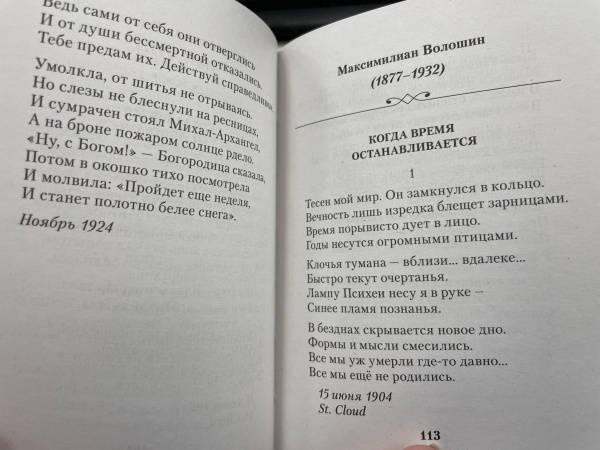 Ведь сами от себя они отверглись
И от души бессмертной отказались.
Тебе предам их. Действуй справедливо
Умолкла, от шитья не отрываясь.
Но слезы не блеснули на ресницах,
И сумрачен стоял Михал-Архангел,
А на броне пожаром солнце рдело.
«Ну, с Богом!» — Богородица сказала,
Потом в окошко тихо посмотрела
И молвила: «Пройдет еще неделя,
И станет полотно белее снега».
Ноябрь 1924
Максимилиан Волошин
(1877–1932)
КОГДА ВРЕМЯ
ОСТАНАВЛИВАЕТСЯ
1
Тесен мой мир. Он замкнулся в кольцо.
Вечность лишь изредка блещет зарницами.
Время порывисто дует в лицо.
Годы несутся огромными птицами.
Клочья тумана — вблизи... вдалеке...
Быстро текут очертанья.
Лампу Психеи несу я в руке —
Синее пламя познанья.
В безднах скрывается новое дно.
Формы и мысли смесились.
Все мы уж умерли где-то давно...
Все мы ещё не родились.
15 июня 1904
St. Cloud
113